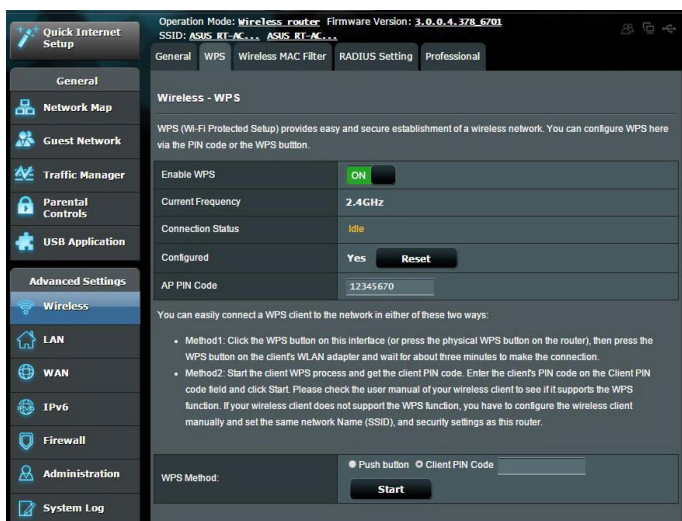 Quick Internet
Setup
Operation Mode: Wireless router Firmware Version: 3.0.0.4.378_6701
SSID: ASUS RT-AC... ASUS RT-AC...
General WPS Wireless MAC Filter RADIUS Setting Professional
General
Network Map
Guest Network
Traffic Manager
Parental
Controls
USB Application
Advanced Settings
Wireless
LAN
WAN
IPv6
Firewall
Administration
System Log
Wireless - WPS
WPS (Wi-Fi Protected Setup) provides easy and secure establishment of a wireless network. You can configure WPS here
via the PIN code or the WPS buttton.
Enable WPS ON
Current Frequency 2.4GHz
Connection Status Idle
Configured Yes Reset
AP PIN Code 12345670
You can easily connect a WPS client to the network in either of these two ways:
• Method1: Click the WPS button on this interface (or press the physical WPS button on the router), then press the
WPS button on the client's WLAN adapter and wait for about three minutes to make the connection.
• Method2: Start the client WPS process and get the client PIN code. Enter the client's PIN code on the Client PIN
code field and click Start. Please check the user manual of your wireless client to see if it supports the WPS
function. If your wireless client does not support the WPS function, you have to configure the wireless client
manually and set the same network Name (SSID), and security settings as this router.
WPS Method: Push button Client PIN Code
Start